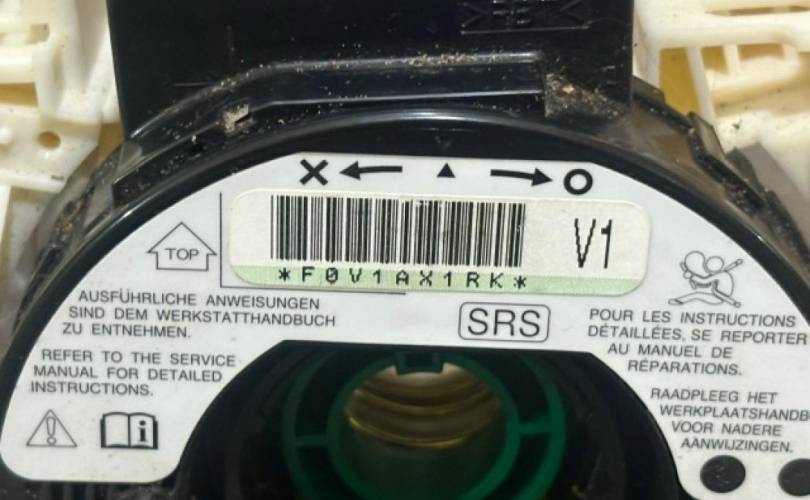 TOP
*F0V1AX1RK*
V1
AUSFÜHRLICHE ANWEISUNGEN
SIND DEM WERKSTATTHANDBUCH
ZU ENTNEHMEN.
REFER TO THE SERVICE
MANUAL FOR DETAILED
INSTRUCTIONS.
SRS
POUR LES INSTRUCTIONS
DÉTAILLÉES, SE REPORTER
AU MANUEL DE
RÉPARATIONS.
RAADPLEEG HET
WERKPLAATSHANDB
VOOR NADERE
AANWIJZINGEN.